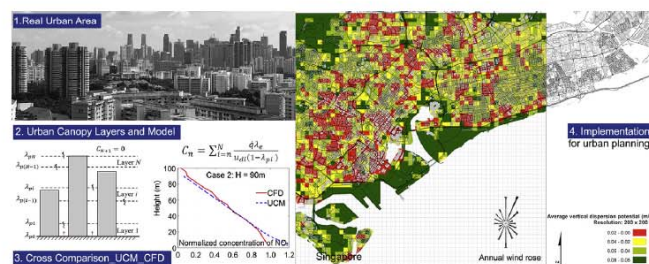 1.Real Urban Area
2. Urban Canopy Layers and Model
Layer N
Layer i
Layer 1
Height (m)
100
80
60
40
20
0
Case 2: H = 90m
CFD
UCM
0 0.2 0.4 0.6 0.8 1.0 1.2
Normalized concentration of NOx
3. Cross Comparison_UCM_CFD
Singapore
Annual wind rose
4. Implementation
for urban planning
Average vertical dispersion potential (m
Resolution: 200 x 200